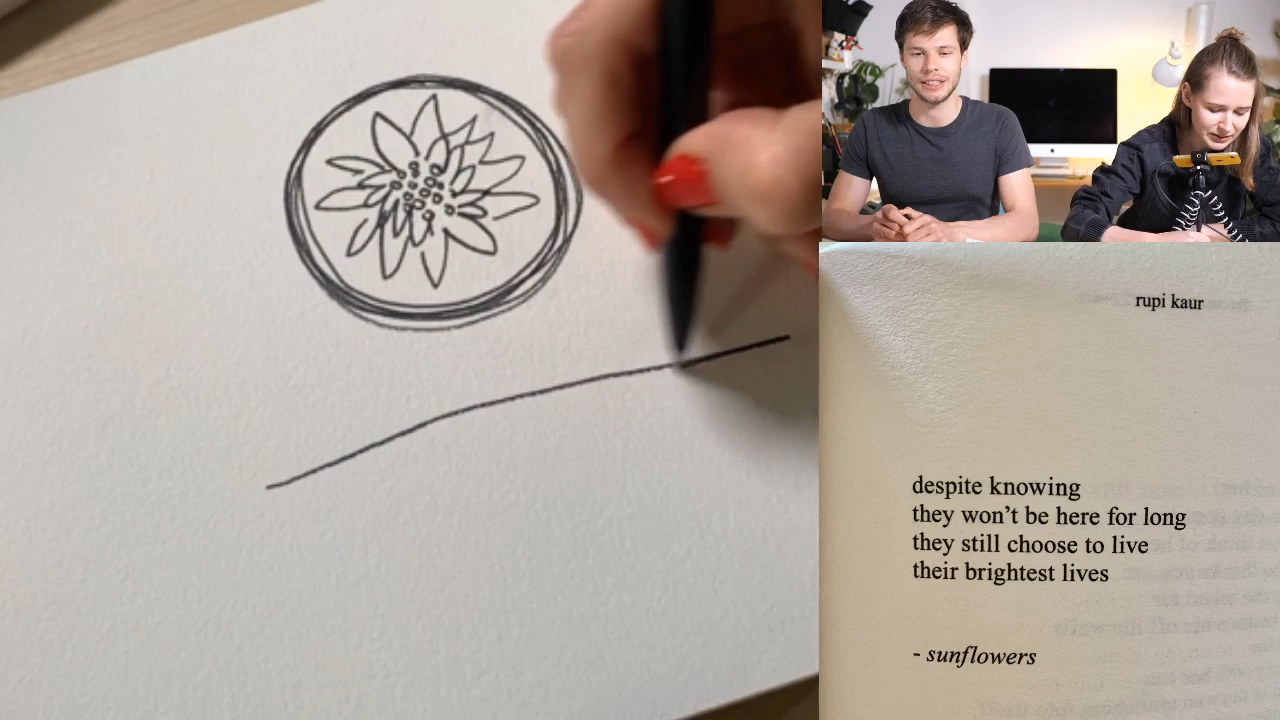 rupi kaur
despite knowing
they won't be here for long
they still choose to live
their brightest lives
- sunflowers